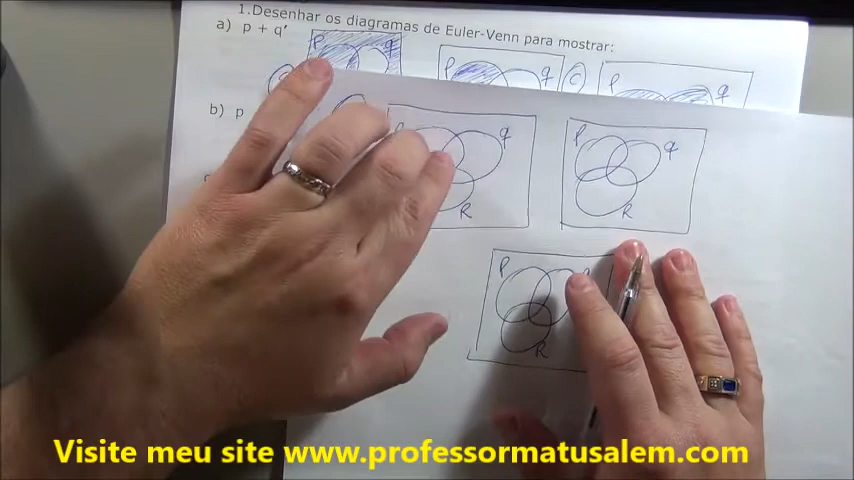 1.Desenhar os diagramas de Euler-Venn para mostrar:
a) p + q'
P q
P q
C
P q
b) p
P q
R
P q
R
P
R
Visite meu site www.professormatusalem.com